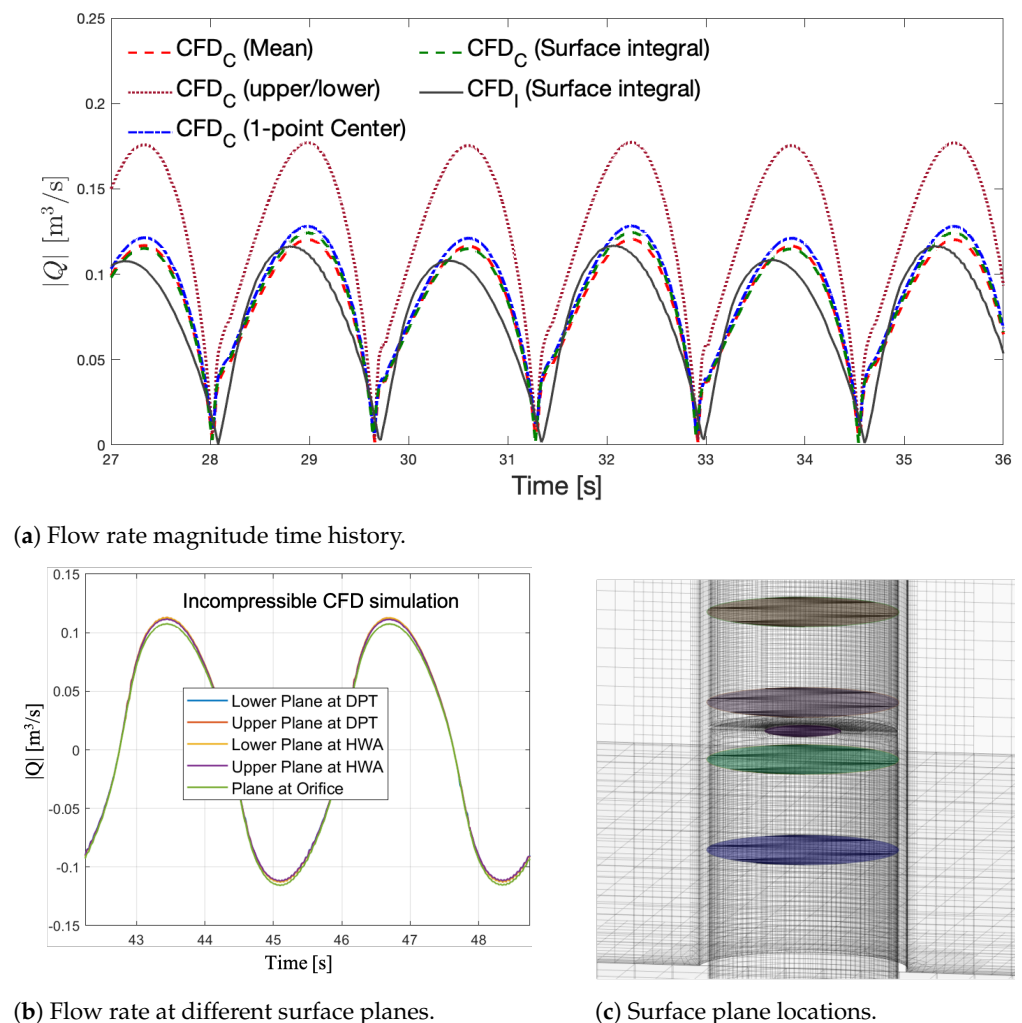 0.25
0.2
0.15
0.1
0.05
0
|Q| [m³/s]
CFD_C (Mean)
CFD_C (upper/lower)
CFD_C (1-point Center)
CFD_C (Surface integral)
CFD_I (Surface integral)
27 28 29 30 31 32 33 34 35 36
Time [s]
(a) Flow rate magnitude time history.
0.15
0.1
0.05
0
-0.05
-0.1
-0.15
|Q| [m³/s]
Incompressible CFD simulation
Lower Plane at DPT
Upper Plane at DPT
Lower Plane at HWA
Upper Plane at HWA
Plane at Orifice
43 44 45 46 47 48
Time [s]
(b) Flow rate at different surface planes.
(c) Surface plane locations.